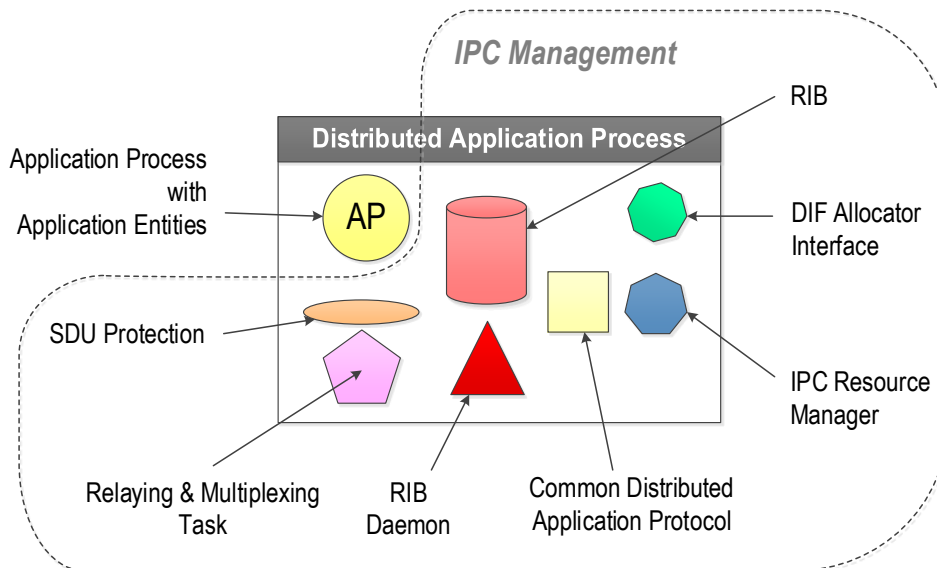 IPC Management
RIB
Distributed Application Process
Application Process
with
Application Entities
AP
DIF Allocator
Interface
SDU Protection
IPC Resource
Manager
Relaying & Multiplexing
Task
RIB
Daemon
Common Distributed
Application Protocol